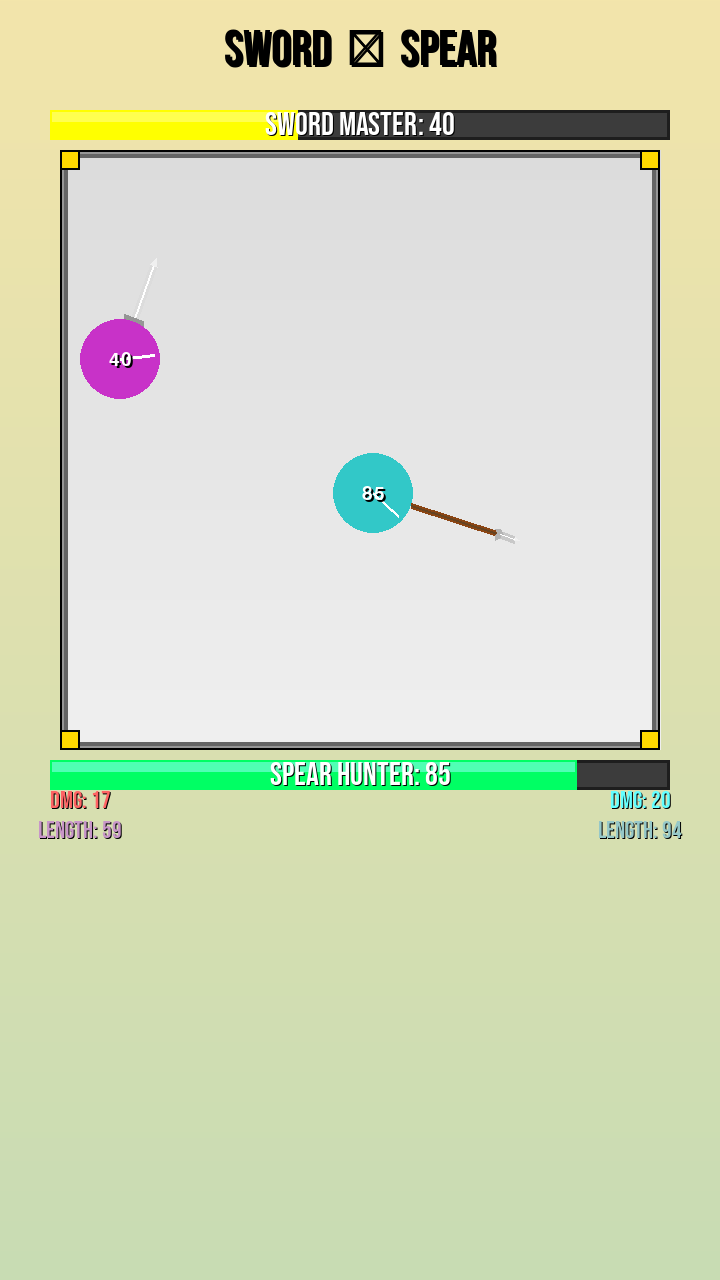 SWORD ☒ SPEAR
SWORD MASTER: 40
40
85
SPEAR HUNTER: 85
DMG: 17
DMG: 20
LENGTH: 59
LENGTH: 94